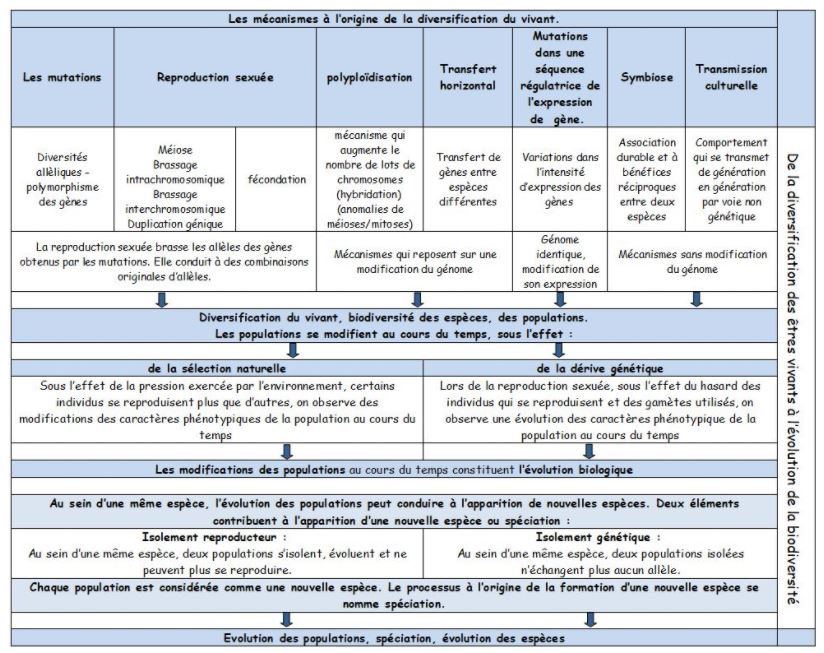 Les mécanismes à l'origine de la diversification du vivant.
Les mutations
Reproduction sexuée
polyploïdisation
Transfert
horizontal
Mutations
dans une
séquence
régulatrice de
l'expression
de gène.
Symbiose
Transmission
culturelle
Diversités
allèliques –
polymorphisme
des gènes
Méiose
Brassage
intrachromosomique
Brassage
interchromosomique
Duplication génique
fécondation
mécanisme qui
augmente le
nombre de lots de
chromosomes
(hybridation)
(anomalies de
méioses/mitoses)
Transfert de
gènes entre
espèces
différentes
Variations dans
l'intensité
d'expression des
gènes
Association
durable et à
bénéfices
réciproques
entre deux
espèces
Comportement
qui se transmet
de génération
en génération
par voie non
génétique
La reproduction sexuée brasse les allèles des gènes
obtenus par les mutations. Elle conduit à des combinaisons
originales d'allèles.
Mécanismes qui reposent sur une
modification du génome
Génome
identique,
modification de
son expression
Mécanismes sans modification
du génome
Diversification du vivant, biodiversité des espèces, des populations.
Les populations se modifient au cours du temps, sous l'effet :
de la sélection naturelle
de la dérive génétique
Sous l'effet de la pression exercée par l'environnement, certains
individus se reproduisent plus que d'autres, on observe des
modifications des caractères phénotypiques de la population au cours du
temps
Lors de la reproduction sexuée, sous l'effet du hasard des
individus qui se reproduisent et des gamètes utilisés, on
observe une évolution des caractères phénotypique de la
population au cours du temps
Les modifications des populations au cours du temps constituent l'évolution biologique
Au sein d'une même espèce, l'évolution des populations peut conduire à l'apparition de nouvelles espèces. Deux éléments
contribuent à l'apparition d'une nouvelle espèce ou spéciation :
Isolement reproducteur :
Au sein d'une même espèce, deux populations s'isolent, évoluent et ne
peuvent plus se reproduire.
Isolement génétique :
Au sein d'une même espèce, deux populations isolées
n'échangent plus aucun allèle.
Chaque population est considérée comme une nouvelle espèce. Le processus à l'origine de la formation d'une nouvelle espèce se
nomme spéciation.
Evolution des populations, spéciation, évolution des espèces
De la diversification des êtres vivants à l'évolution de la biodiversité